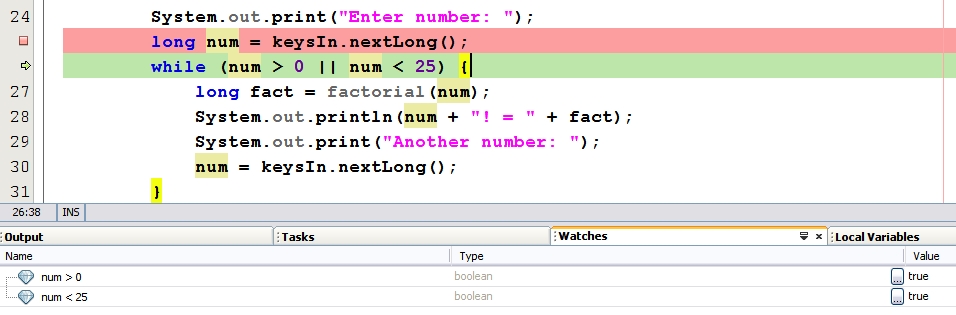 24 System.out.print("Enter number: ");
long num = keysIn.nextLong();
while (num > 0 || num < 25) {
27 long fact = factorial(num);
28 System.out.println(num + "! = " + fact);
29 System.out.print("Another number: ");
30 num = keysIn.nextLong();
31 }
26:38 INS
Output Tasks Watches Local Variables
Name Type Value
num > 0 boolean ... true
num < 25 boolean ... true